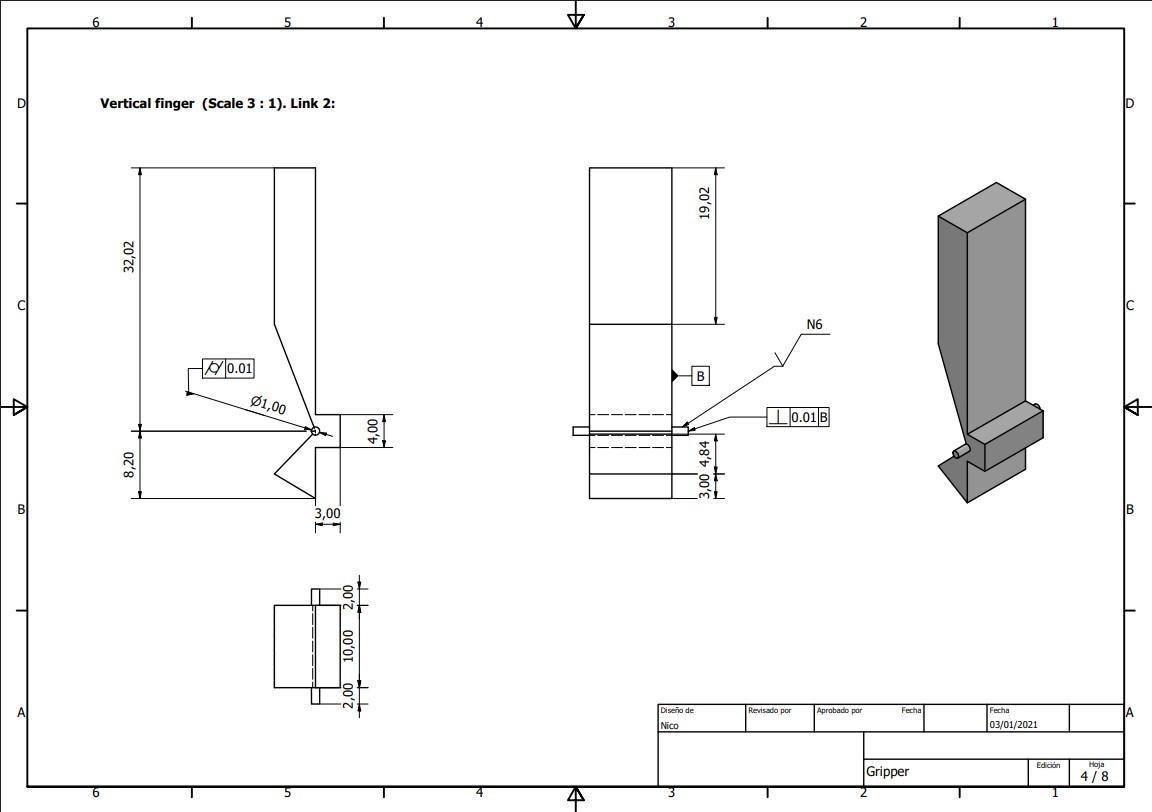 6 5 4 3 2 1
D D
Vertical finger (Scale 3 : 1). Link 2:
32,02
19,02
C C
N6
0.01
B
Ø1,00
0.01 B
4,00
8,20
4,84
3,00
B B
3,00
2,00
10,00
2,00
A A
Diseño de Revisado por Aprobado por Fecha Fecha
Nico 03/01/2021
Gripper
Edición Hoja
4 / 8
6 5 4 3 2 1